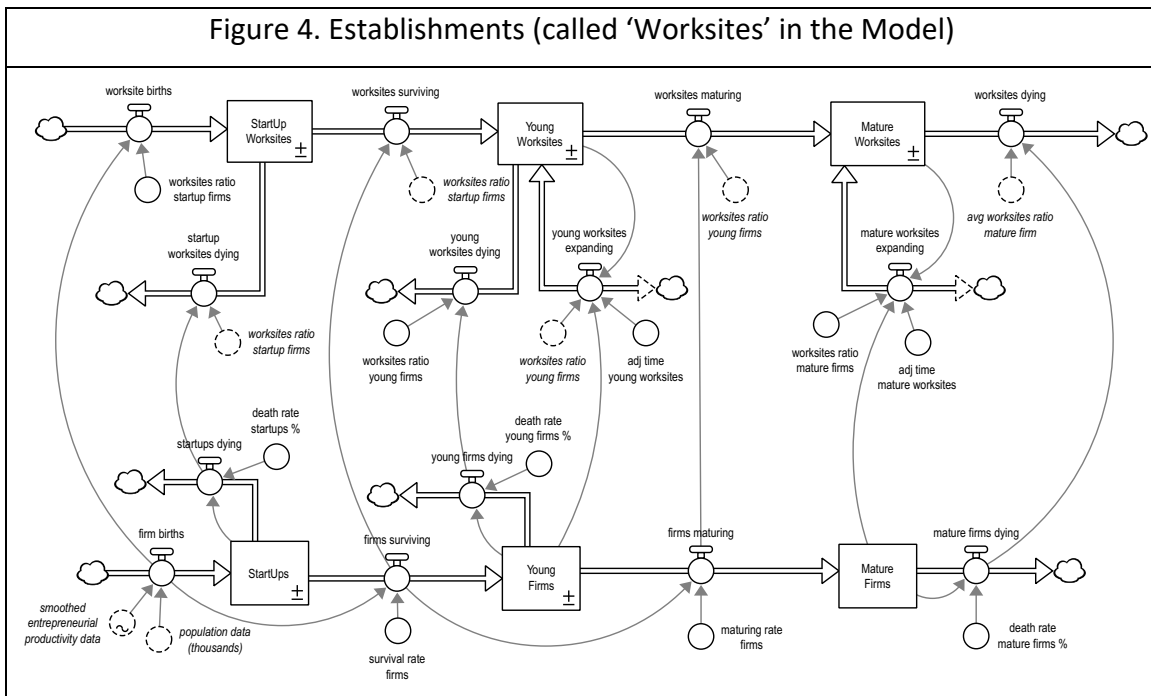 Figure 4. Establishments (called ‘Worksites’ in the Model)
worksite births
worksites surviving
worksites maturing
worksites dying
StartUp
Worksites
Young
Worksites
Mature
Worksites
worksites ratio
startup firms
worksites ratio
startup firms
worksites ratio
young firms
avg worksites ratio
mature firm
startup
worksites dying
young
worksites dying
young worksites
expanding
mature worksites
expanding
worksites ratio
startup firms
worksites ratio
young firms
worksites ratio
young firms
adj time
young worksites
worksites ratio
mature firms
adj time
mature worksites
death rate
startups %
startups dying
death rate
young firms %
young firms dying
firm births
StartUps
firms surviving
Young
Firms
firms maturing
Mature
Firms
mature firms dying
smoothed
entrepreneurial
productivity data
population data
(thousands)
survival rate
firms
maturing rate
firms
death rate
mature firms %